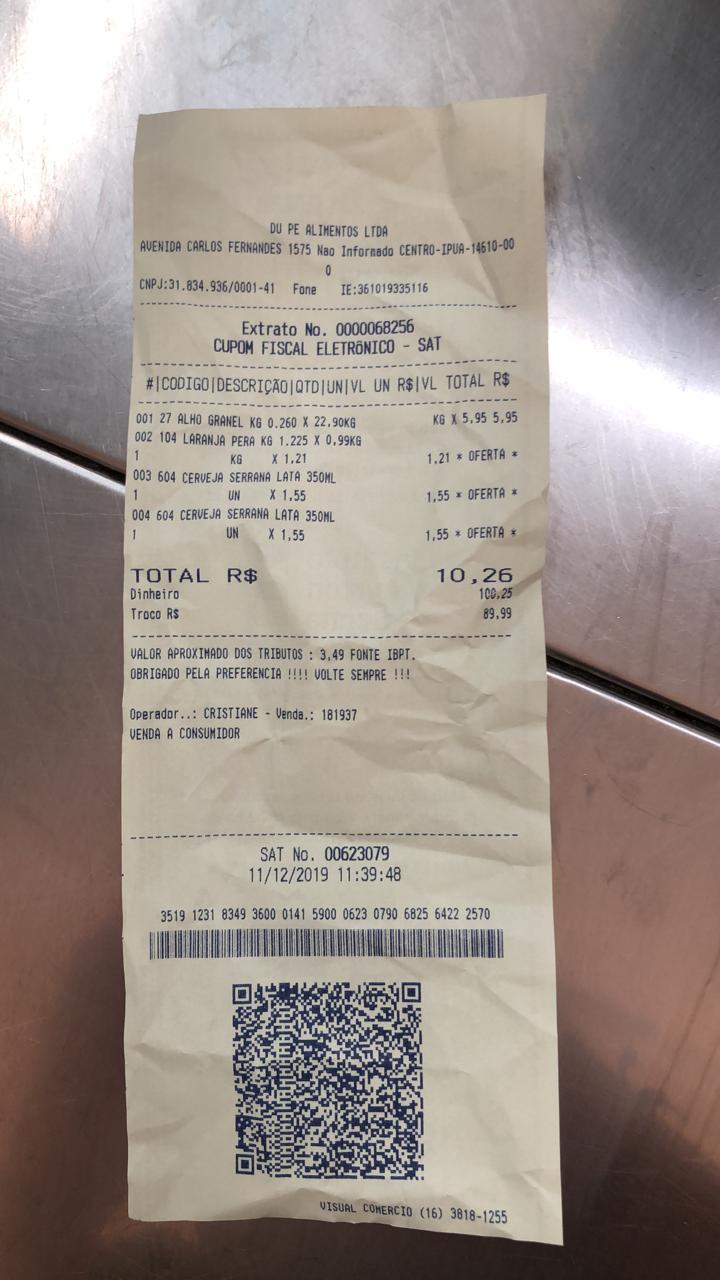 DU PE ALIMENTOS LTDA
AVENIDA CARLOS FERNANDES 1575 Nao Informado CENTRO-IPUA-14610-00
0
CNPJ:31.834.936/0001-41 Fone IE:361019335116
Extrato No. 0000068256
CUPOM FISCAL ELETRÔNICO - SAT
#|CODIGO|DESCRIÇÃO|QTD|UN|VL UN R$|VL TOTAL R$
001 27 ALHO GRANEL KG 0.260 X 22,90KG KG X 5,95 5,95
002 104 LARANJA PERA KG 1.225 X 0,99KG
1 KG X 1,21 1,21 * OFERTA *
003 604 CERVEJA SERRANA LATA 350ML
1 UN X 1,55 1,55 * OFERTA *
004 604 CERVEJA SERRANA LATA 350ML
1 UN X 1,55 1,55 * OFERTA *
TOTAL R$ 10,26
Dinheiro 100,25
Troco R$ 89,99
VALOR APROXIMADO DOS TRIBUTOS : 3,49 FONTE IBPT.
OBRIGADO PELA PREFERENCIA !!!! VOLTE SEMPRE !!!
Operador..: CRISTIANE - Venda.: 181937
VENDA A CONSUMIDOR
SAT No. 00623079
11/12/2019 11:39:48
3519 1231 8349 3600 0141 5900 0623 0790 6825 6422 2570
VISUAL COMERCIO (16) 3818-1255